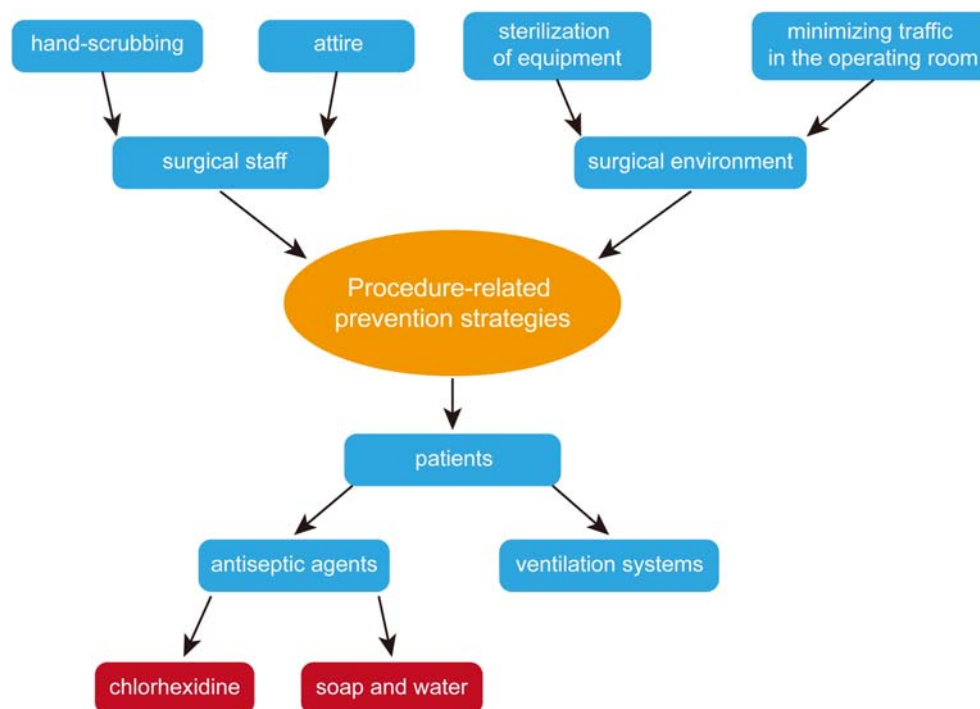 hand-scrubbing
attire
sterilization
of equipment
minimizing traffic
in the operating room
surgical staff
surgical environment
Procedure-related
prevention strategies
patients
antiseptic agents
ventilation systems
chlorhexidine
soap and water